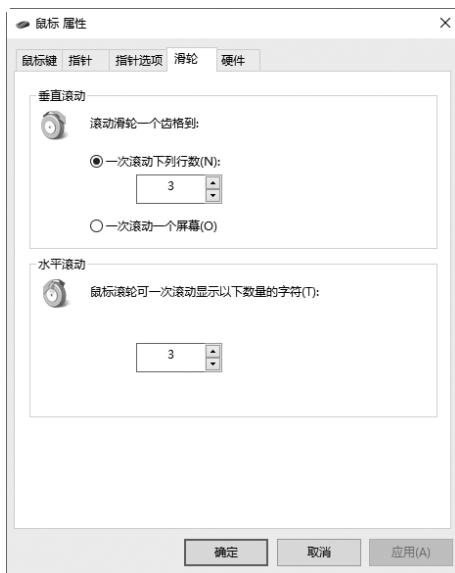 鼠标 属性
鼠标键 指针 指针选项 滑轮 硬件
垂直滚动
滚动滑轮一个齿格到:
一次滚动下列行数(N):
3
一次滚动一个屏幕(O)
水平滚动
鼠标滚轮可一次滚动显示以下数量的字符(T):
3
确定 取消 应用(A)